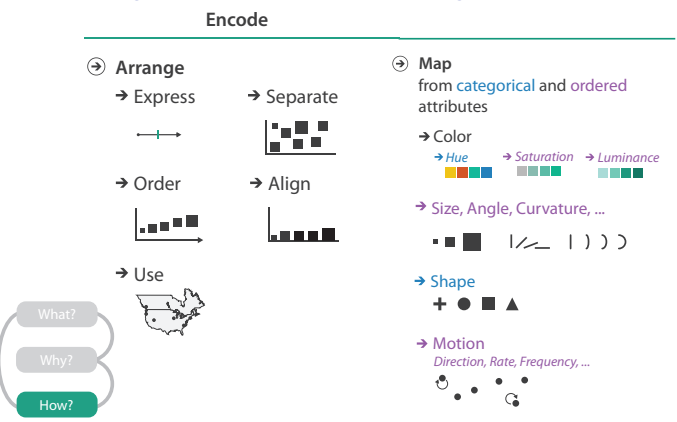 Encode
Arrange
Express
Separate
Order
Align
Use
What?
Why?
How?
Map
from categorical and ordered
attributes
Color
Hue
Saturation
Luminance
Size, Angle, Curvature, ...
Shape
Motion
Direction, Rate, Frequency, ...